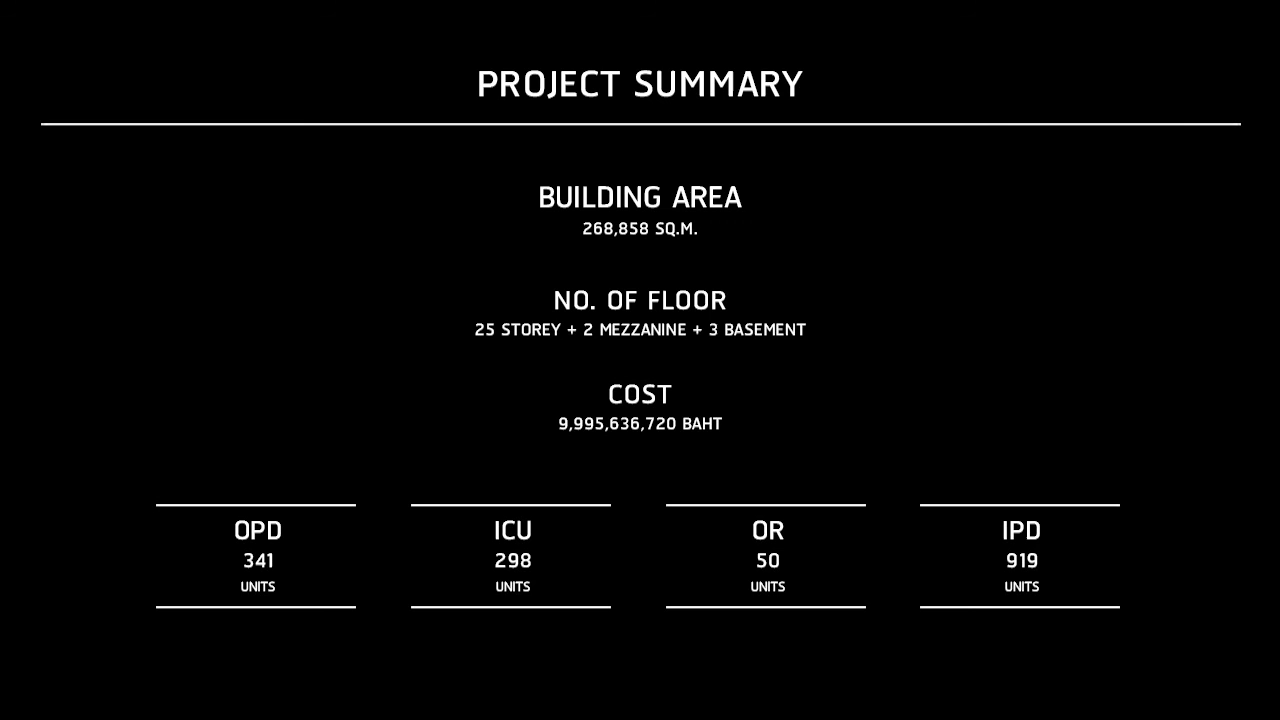 PROJECT SUMMARY
BUILDING AREA
268,858 SQ.M.
NO. OF FLOOR
25 STOREY + 2 MEZZANINE + 3 BASEMENT
COST
9,995,636,720 BAHT
OPD
341
UNITS
ICU
298
UNITS
OR
50
UNITS
IPD
919
UNITS